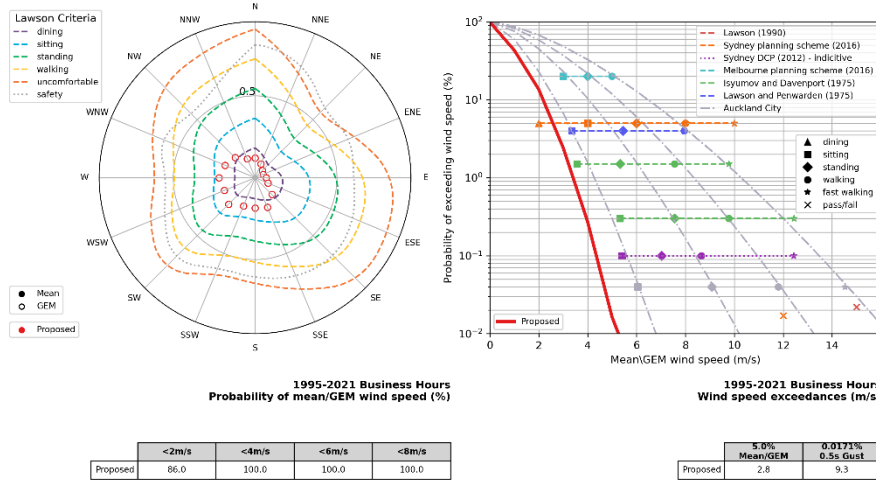 Lawson Criteria
dining
sitting
standing
walking
uncomfortable
safety
N
NNE
NE
ENE
E
ESE
SE
SSE
S
SSW
SW
WSW
W
WNW
NW
NNW
0.5
Mean
GEM
Proposed
10²
10¹
10⁰
10⁻¹
10⁻²
Probability of exceeding wind speed (%)
Lawson (1990)
Sydney planning scheme (2016)
Sydney DCP (2012) - Indicitive
Melbourne planning scheme (2016)
Isyumov and Davenport (1975)
Lawson and Penwarden (1975)
Auckland City
dining
sitting
standing
walking
fast walking
pass/fail
Proposed
0 2 4 6 8 10 12 14
Mean\GEM wind speed (m/s)
1995-2021 Business Hours
Probability of mean/GEM wind speed (%)
1995-2021 Business Hours
Wind speed exceedances (m/s
<2m/s <4m/s <6m/s <8m/s
Proposed 86.0 100.0 100.0 100.0
5.0% Mean/GEM 0.0171% 0.5s Gust
Proposed 2.8 9.3